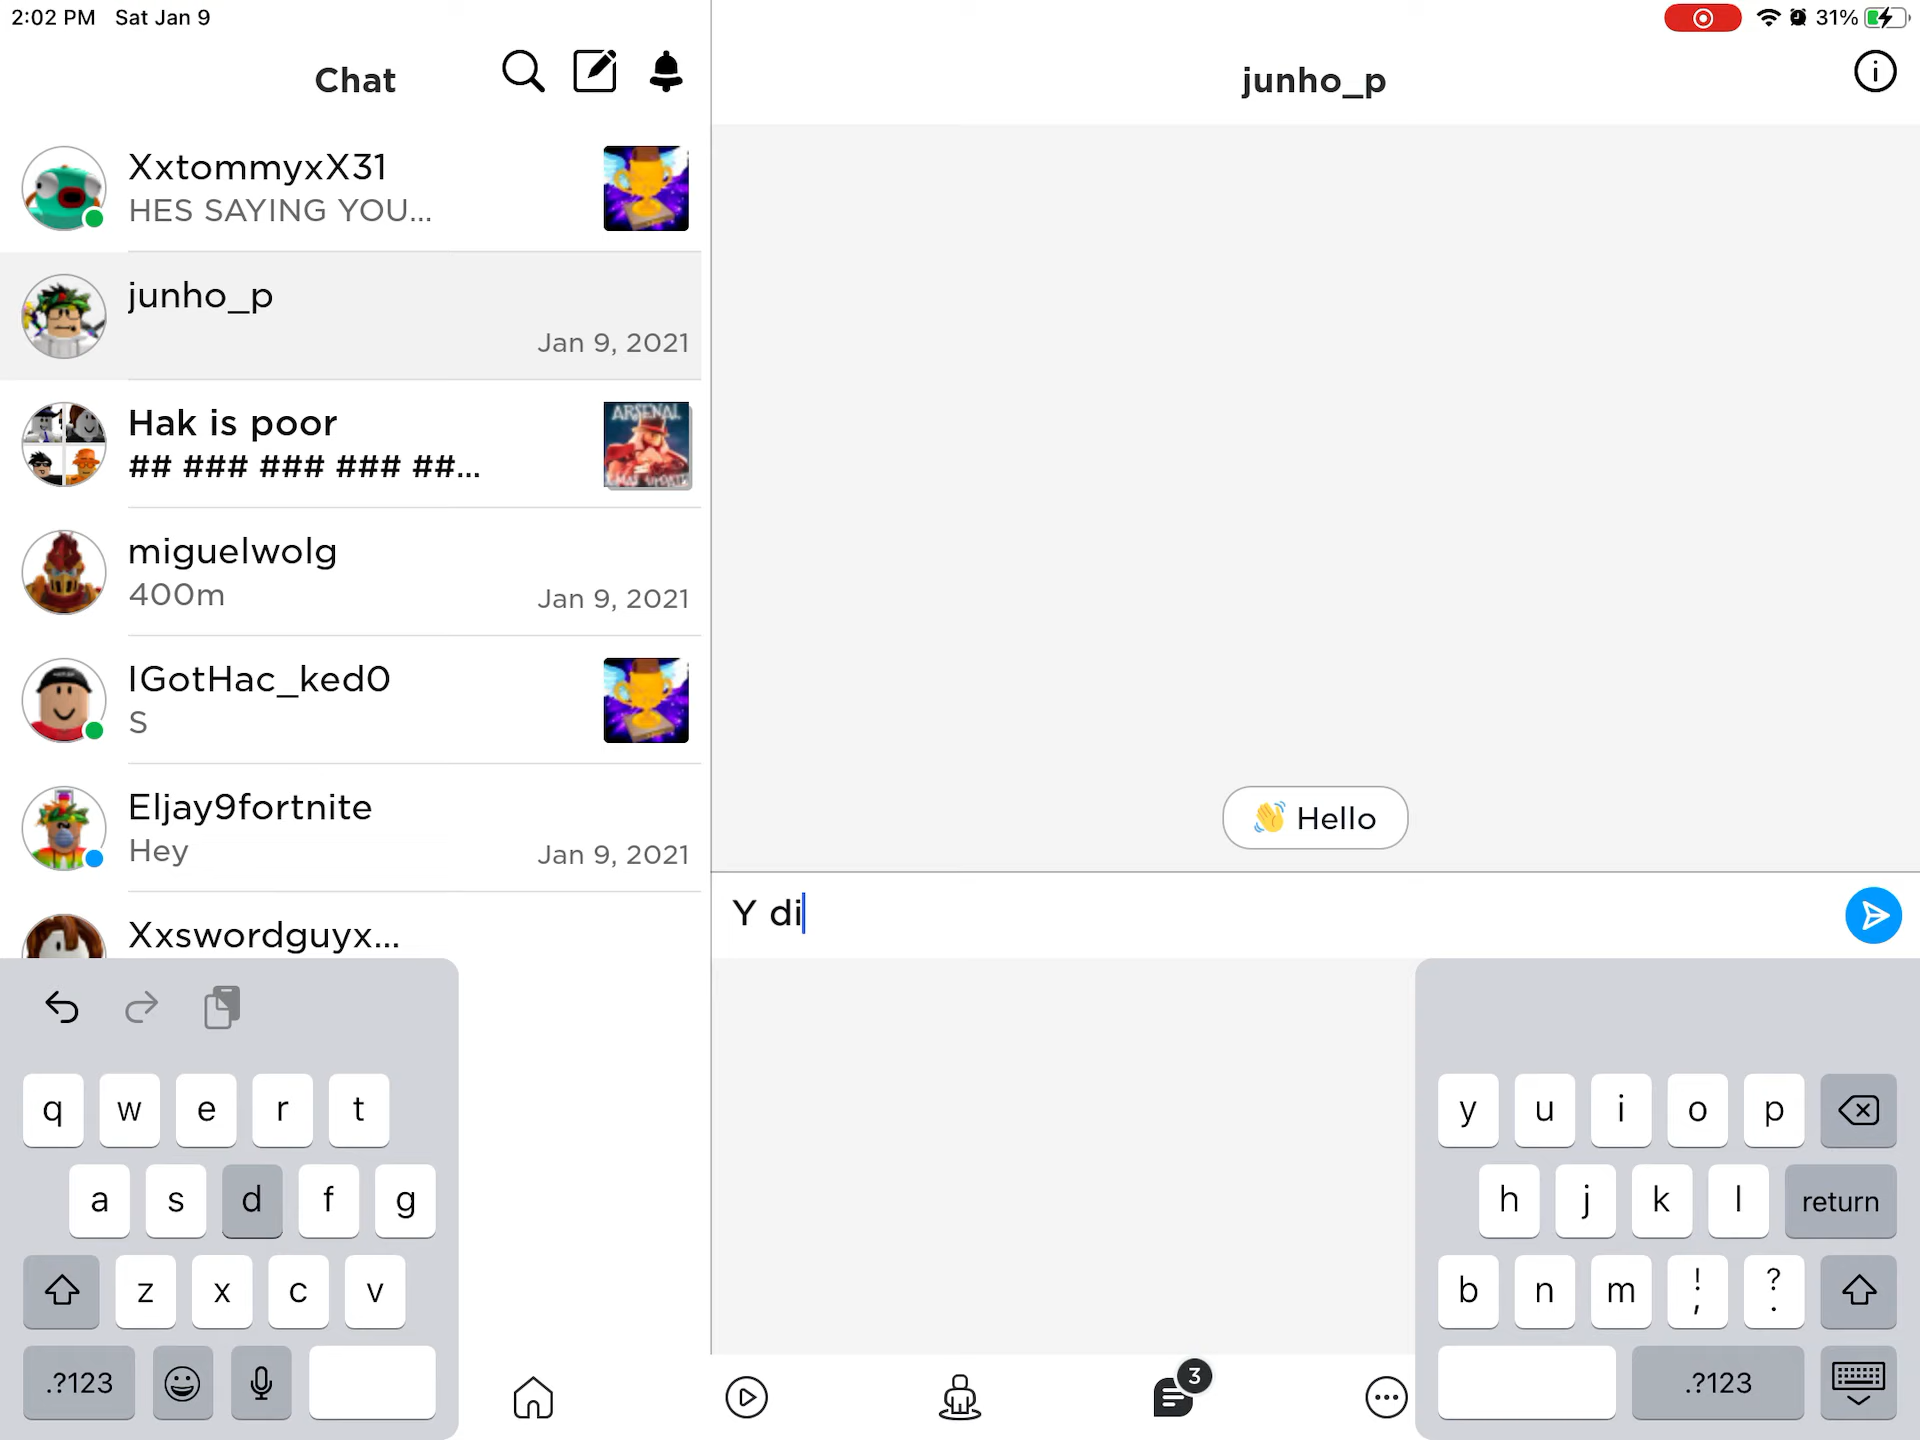 2:02 PM Sat Jan 9
31%
Chat
XxtommyxX31
HES SAYING YOU...
junho_p
Jan 9, 2021
Hak is poor
## ### ### ### ##...
ARSENAL
miguelwolg
400m
Jan 9, 2021
IGotHac_ked0
S
Eljay9fortnite
Hey
Jan 9, 2021
Xxswordguyx...
junho_p
👋 Hello
Y di
q w e r t
a s d f g
z x c v
.?123
3
y u i o p
h j k l return
b n m ! , ? .
.?123